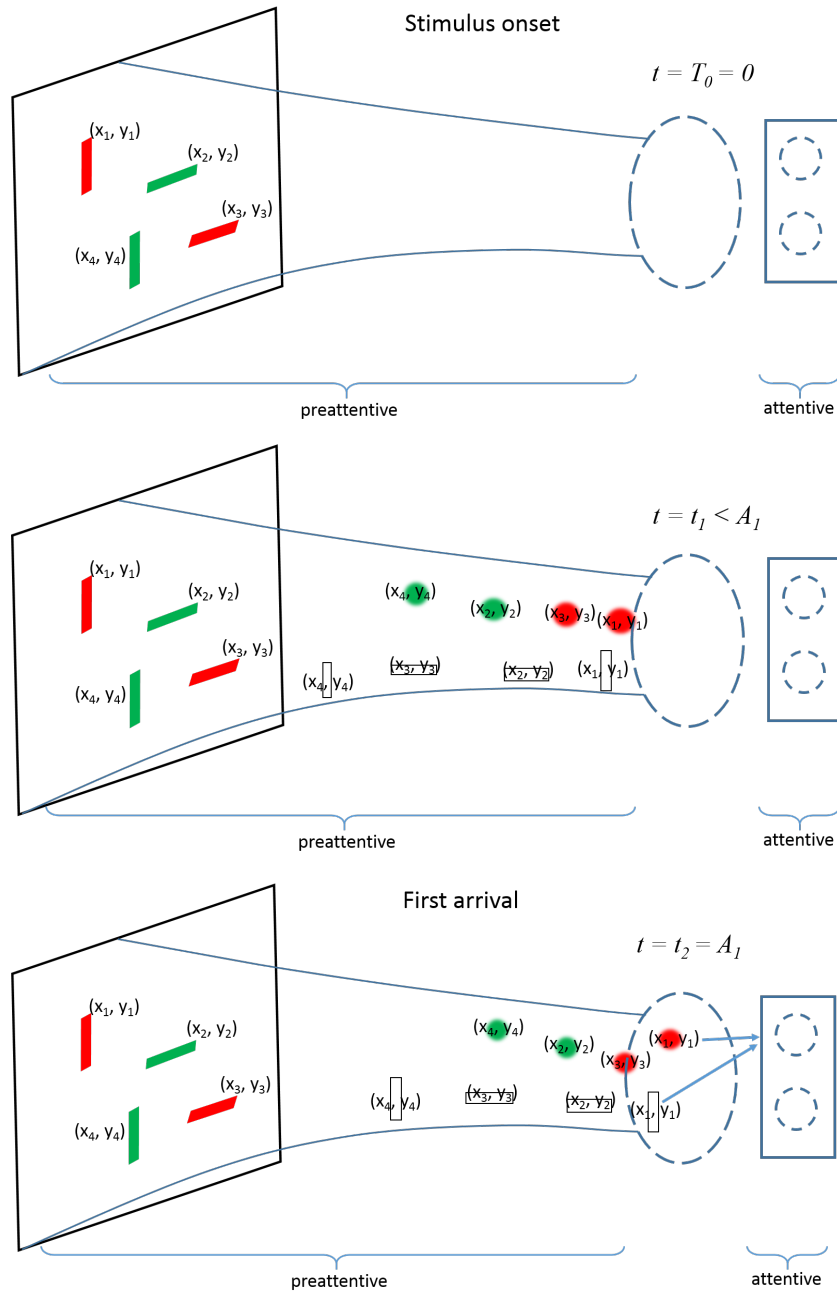 Stimulus onset
t = T₀ = 0
(x₁, y₁)
(x₂, y₂)
(x₃, y₃)
(x₄, y₄)
preattentive
attentive
t = t₁ < A₁
(x₁, y₁)
(x₂, y₂)
(x₃, y₃)
(x₄, y₄)
(x₄, y₄)
(x₂, y₂)
(x₃, y₃)
(x₁, y₁)
(x₄, y₄)
(x₃, y₃)
(x₂, y₂)
(x₁, y₁)
preattentive
attentive
First arrival
t = t₂ = A₁
(x₁, y₁)
(x₂, y₂)
(x₃, y₃)
(x₄, y₄)
(x₄, y₄)
(x₂, y₂)
(x₃, y₃)
(x₁, y₁)
(x₄, y₄)
(x₃, y₃)
(x₂, y₂)
(x₁, y₁)
preattentive
attentive